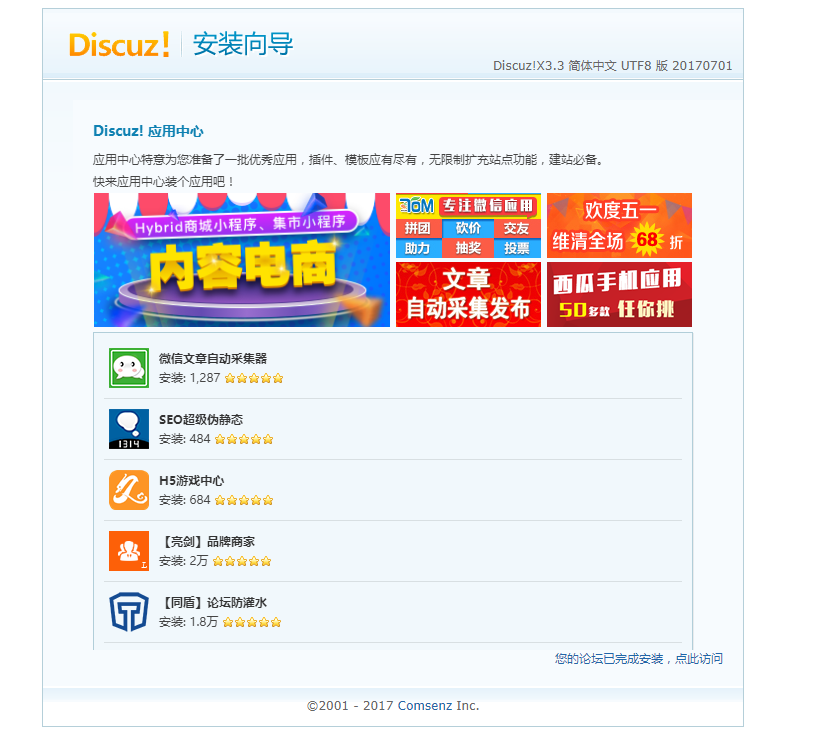 Discuz! 安装向导
Discuz!X3.3 简体中文 UTF8 版 20170701
Discuz! 应用中心
应用中心特意为您准备了一批优秀应用，插件、模板应有尽有，无限制扩充站点功能，建站必备。
快来应用中心装个应用吧！
Hybrid商城小程序、集市小程序
内容电商
TOM 专注微信应用
拼团 砍价 交友
助力 抽奖 投票
欢度五一
维清全场 68 折
文章
自动采集发布
西瓜手机应用
50多款 任你挑
微信文章自动采集器
安装: 1,287
1314
SEO超级伪静态
安装: 484
H5游戏中心
安装: 684
【亮剑】品牌商家
安装: 2万
【同盾】论坛防灌水
安装: 1.8万
您的论坛已完成安装，点此访问
©2001 - 2017 Comsenz Inc.